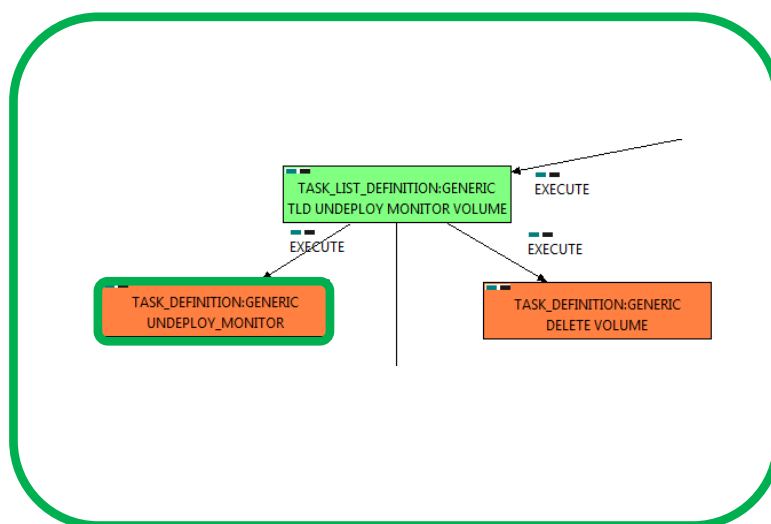 TASK_LIST_DEFINITION:GENERIC
TLD UNDEPLOY MONITOR VOLUME
EXECUTE
EXECUTE
EXECUTE
TASK_DEFINITION:GENERIC
UNDEPLOY_MONITOR
TASK_DEFINITION:GENERIC
DELETE VOLUME